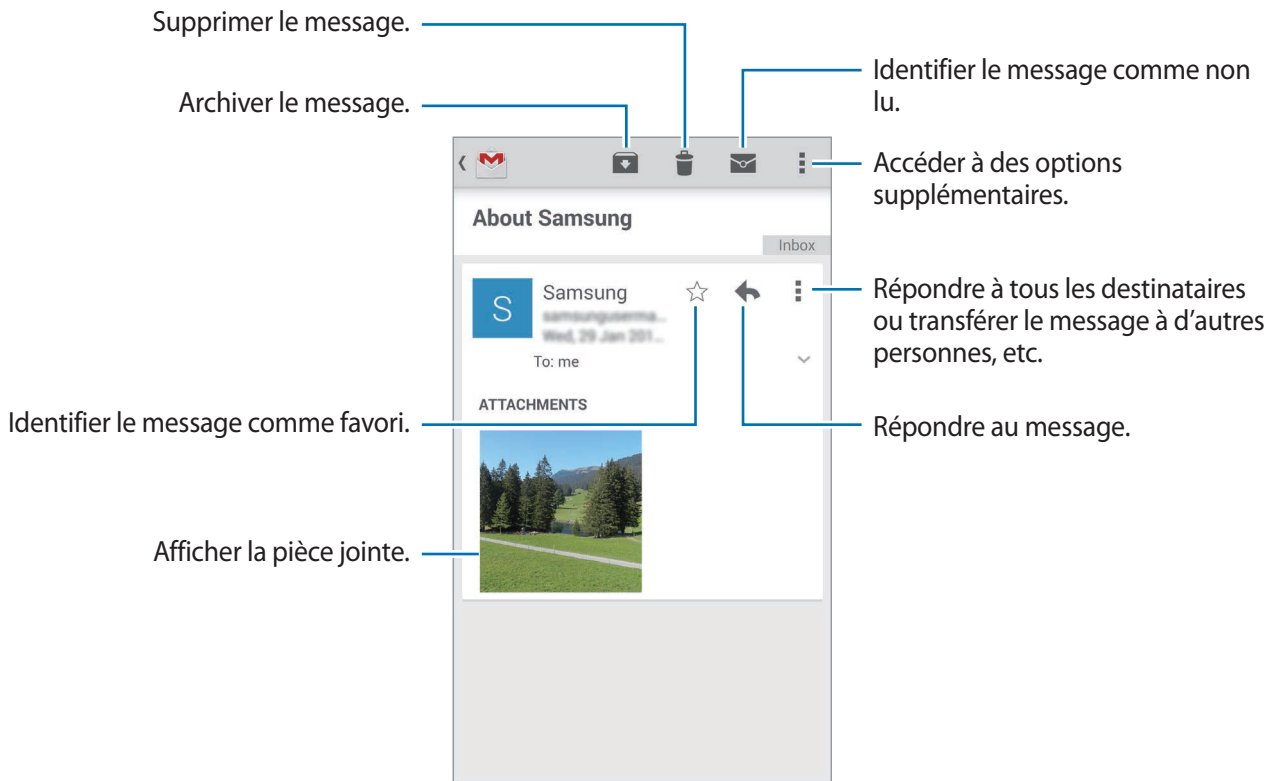 Supprimer le message.
Archiver le message.
Identifier le message comme non
lu.
Accéder à des options
supplémentaires.
About Samsung
Inbox
S
Samsung
To: me
Répondre à tous les destinataires
ou transférer le message à d'autres
personnes, etc.
ATTACHMENTS
Identifier le message comme favori.
Répondre au message.
Afficher la pièce jointe.